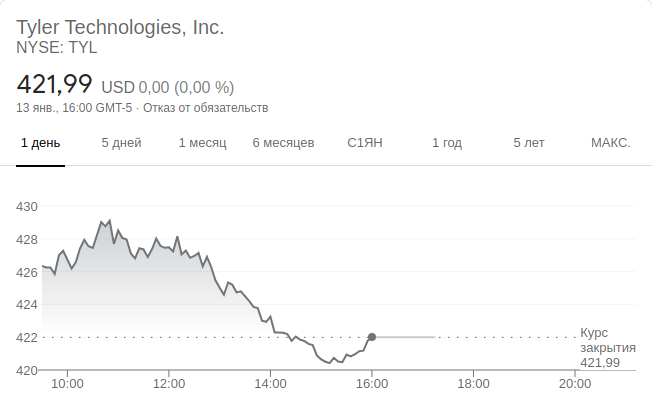 Tyler Technologies, Inc.
NYSE: TYL
421,99 USD 0,00 (0,00 %)
13 янв., 16:00 GMT-5 · Отказ от обязательств
1 день 5 дней 1 месяц 6 месяцев С1ЯН 1 год 5 лет МАКС.
430
428
426
424
422
Курс
закрытия
421,99
420
10:00 12:00 14:00 16:00 18:00 20:00